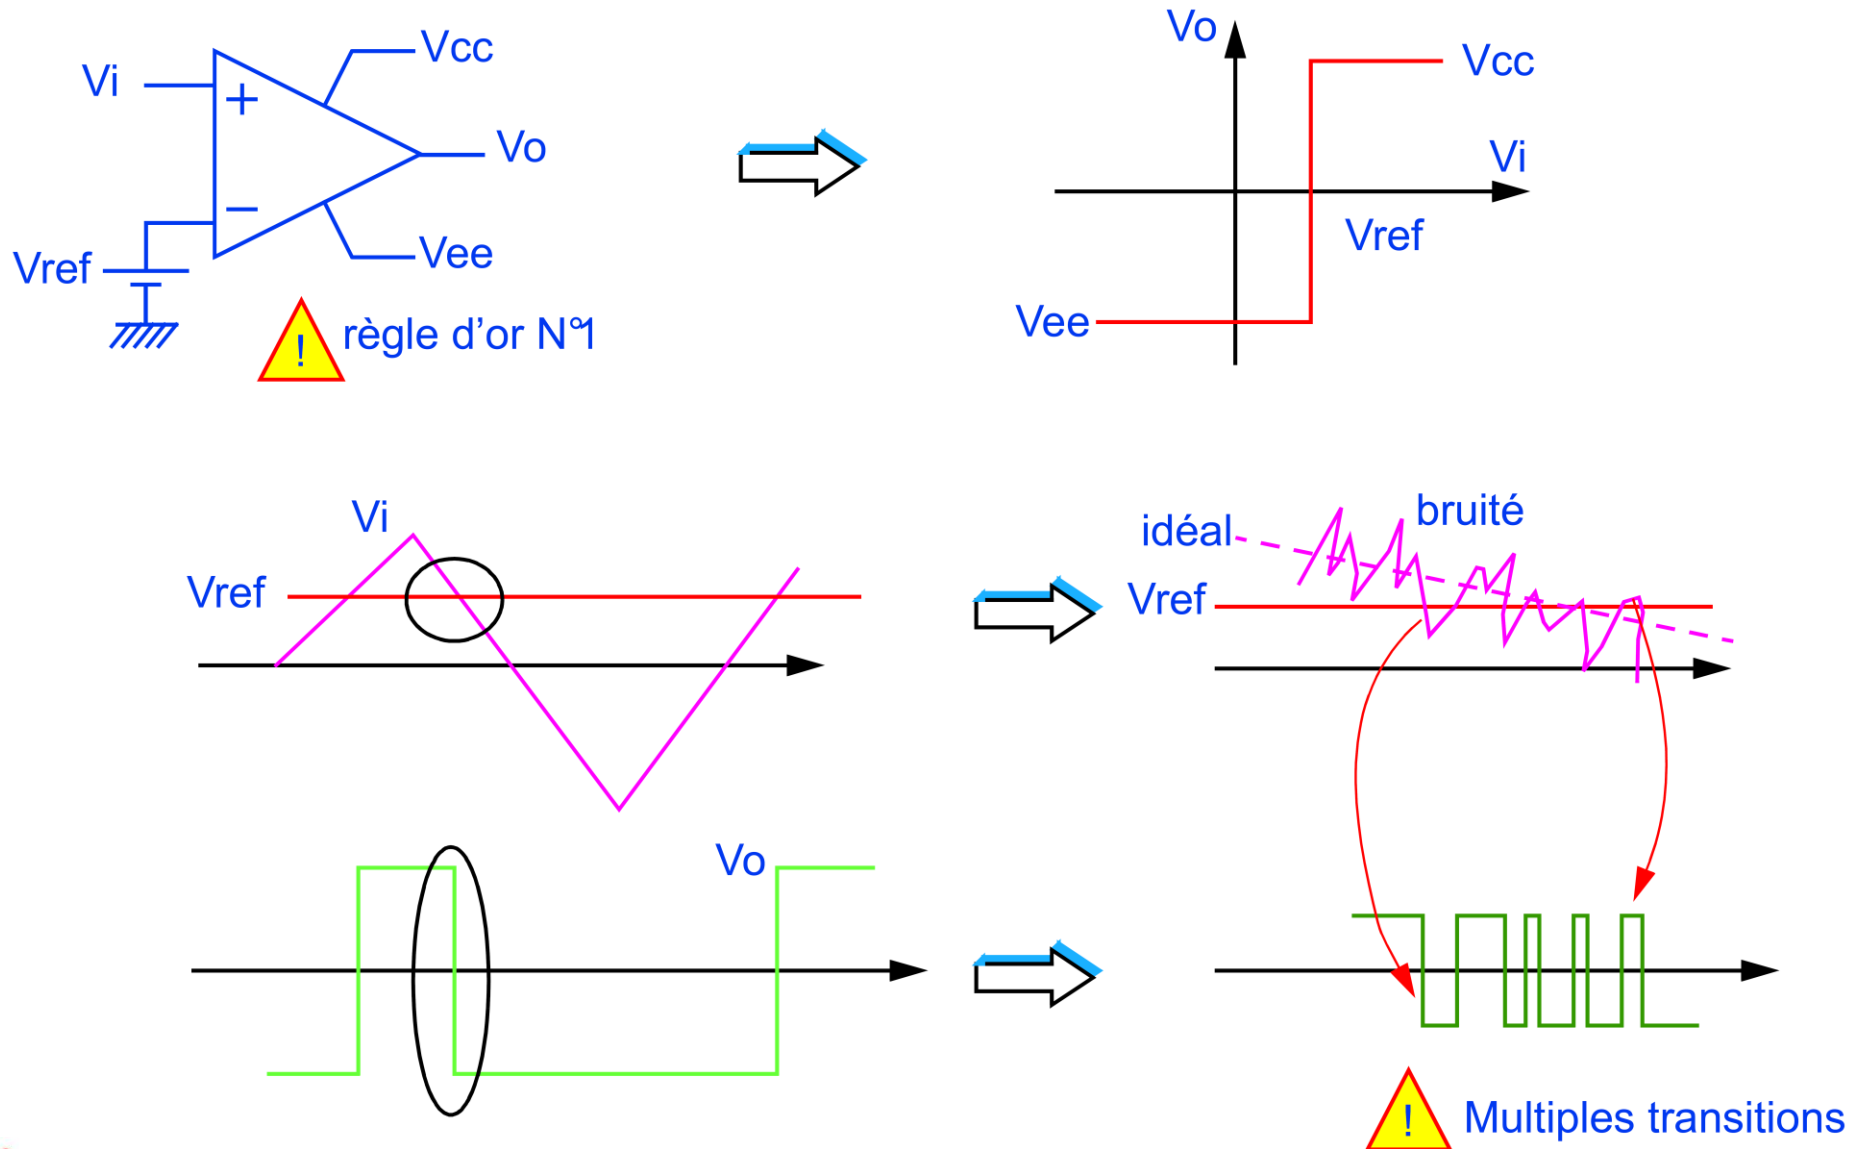 Vi
+
−
Vcc
Vo
Vee
Vref
! règle d'or N°1
Vo
Vcc
Vi
Vref
Vee
Vi
Vref
idéal
bruité
Vref
Vo
! Multiples transitions